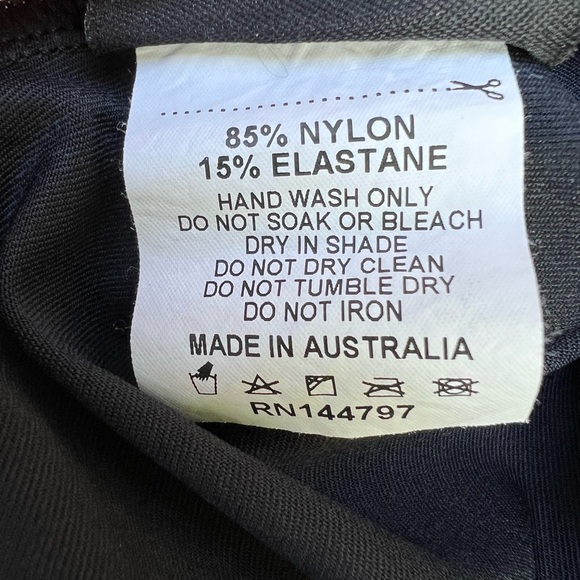 85% NYLON
15% ELASTANE
HAND WASH ONLY
DO NOT SOAK OR BLEACH
DRY IN SHADE
DO NOT DRY CLEAN
DO NOT TUMBLE DRY
DO NOT IRON
MADE IN AUSTRALIA
RN144797